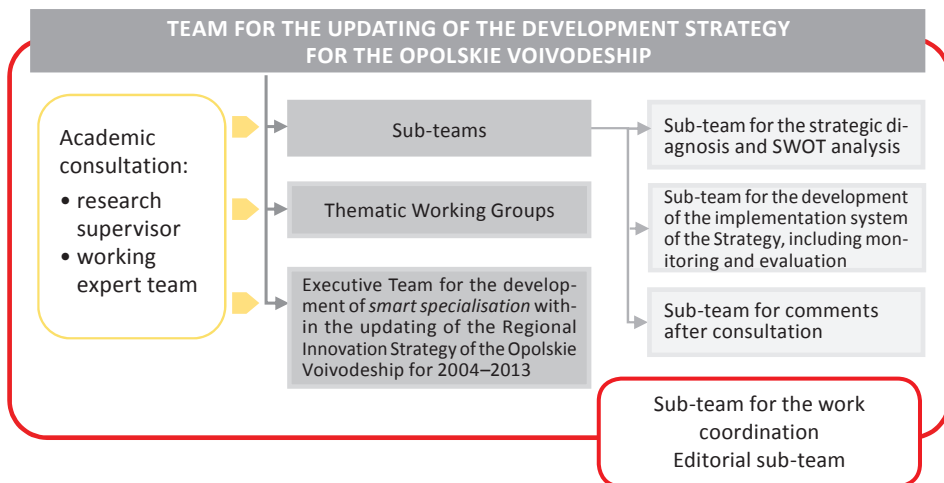 TEAM FOR THE UPDATING OF THE DEVELOPMENT STRATEGY
FOR THE OPOLSKIE VOIVODESHIP
Academic
consultation:
• research
supervisor
• working
expert team
Sub-teams
Thematic Working Groups
Executive Team for the develop-
ment of smart specialisation with-
in the updating of the Regional
Innovation Strategy of the Opolskie
Voivodeship for 2004–2013
Sub-team for the strategic di-
agnosis and SWOT analysis
Sub-team for the development
of the implementation system
of the Strategy, including mon-
itoring and evaluation
Sub-team for comments
after consultation
Sub-team for the work
coordination
Editorial sub-team